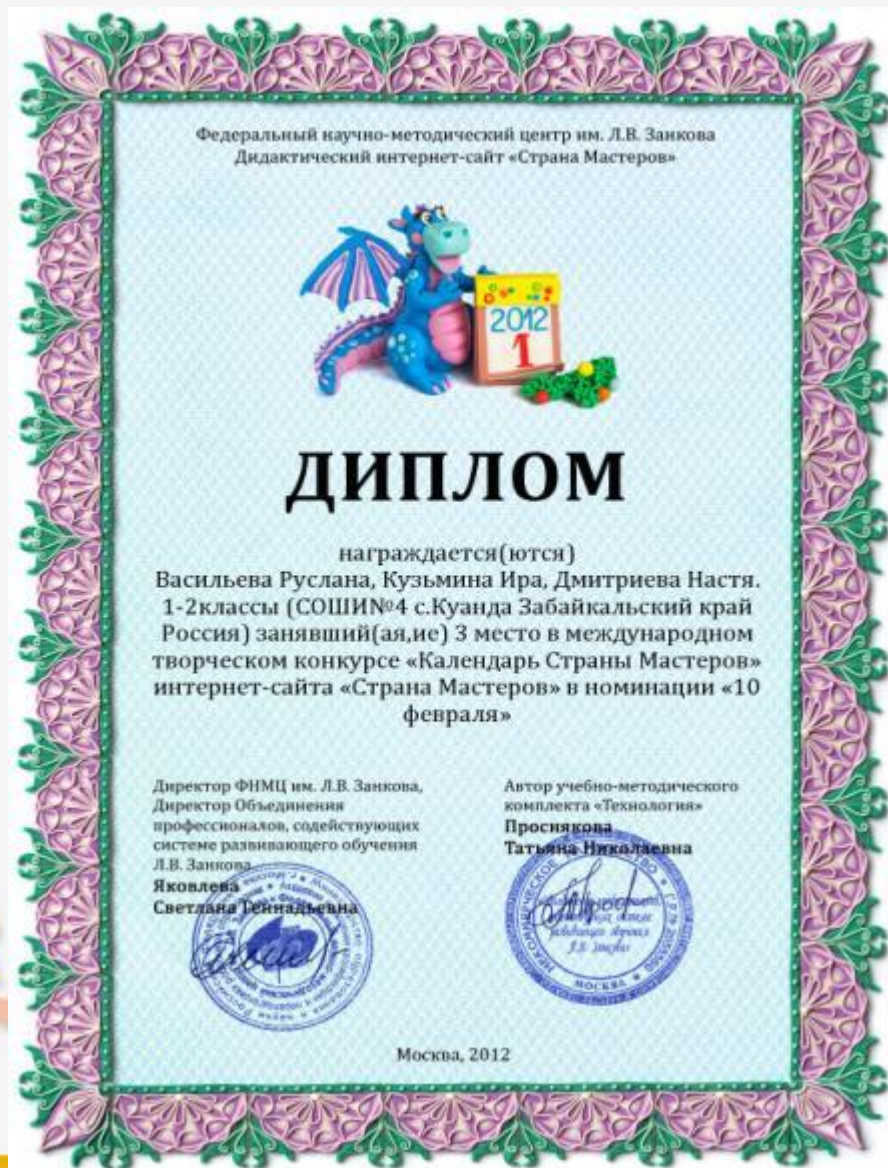 Федеральный научно-методический центр им. Л.В. Занкова
Дидактический интернет-сайт «Страна Мастеров»
2012
1
ДИПЛОМ
награждается(ются)
Васильева Руслана, Кузьмина Ира, Дмитриева Настя.
1-2классы (СОШИ№4 с.Куанда Забайкальский край
Россия) занявший(ая,ие) 3 место в международном
творческом конкурсе «Календарь Страны Мастеров»
интернет-сайта «Страна Мастеров» в номинации «10
февраля»
Директор ФНМЦ им. Л.В. Занкова,
Директор Объединения
профессионалов, содействующих
системе развивающего обучения
Л.В. Занкова
Яковлева
Светлана Геннадьевна
Автор учебно-методического
комплекта «Технология»
Проснякова
Татьяна Николаевна
МОСКВА
Москва, 2012